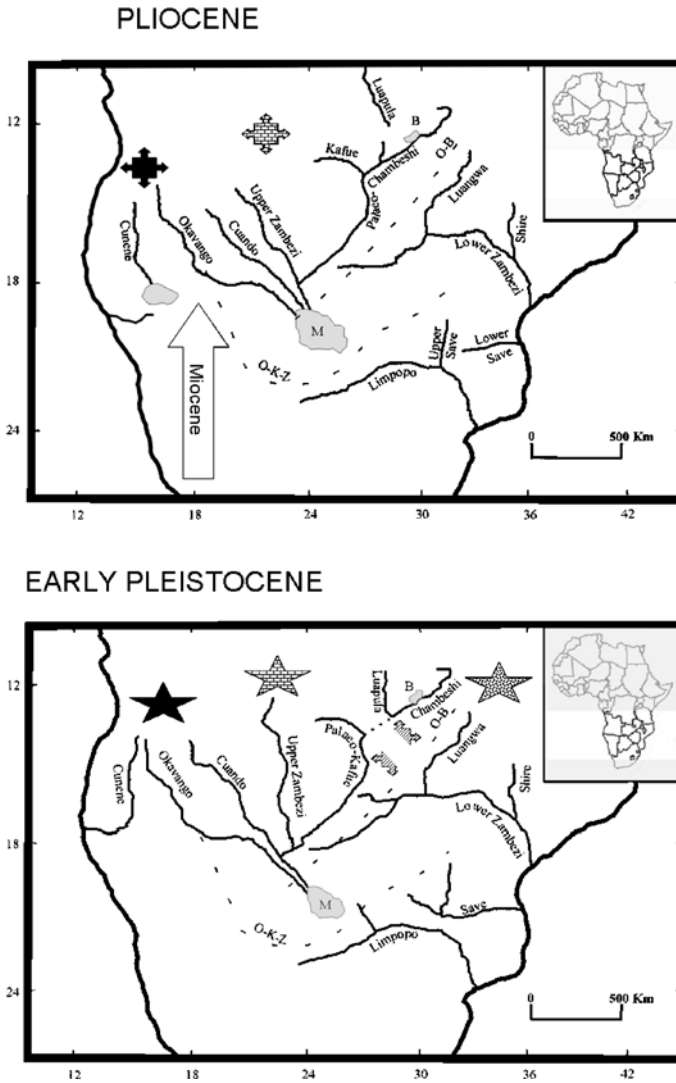 PLIOCENE
12
18
24
Luapula
B
Kafue
Chambeshi
Palaeo-
O-B
Luangwa
Upper Zambezi
Cuando
Okavango
Cunene
Shire
Lower Zambezi
M
Miocene
O-K-Z
Limpopo
Upper Save
Lower Save
0 500 Km
12 18 24 30 36 42
EARLY PLEISTOCENE
12
18
24
Luapula
B
Chambeshi
O-B
Palaeo-Kafue
Luangwa
Upper Zambezi
Cuando
Okavango
Cunene
Shire
Lower Zambezi
M
O-K-Z
Save
Limpopo
0 500 Km
12 18 24 30 36 42